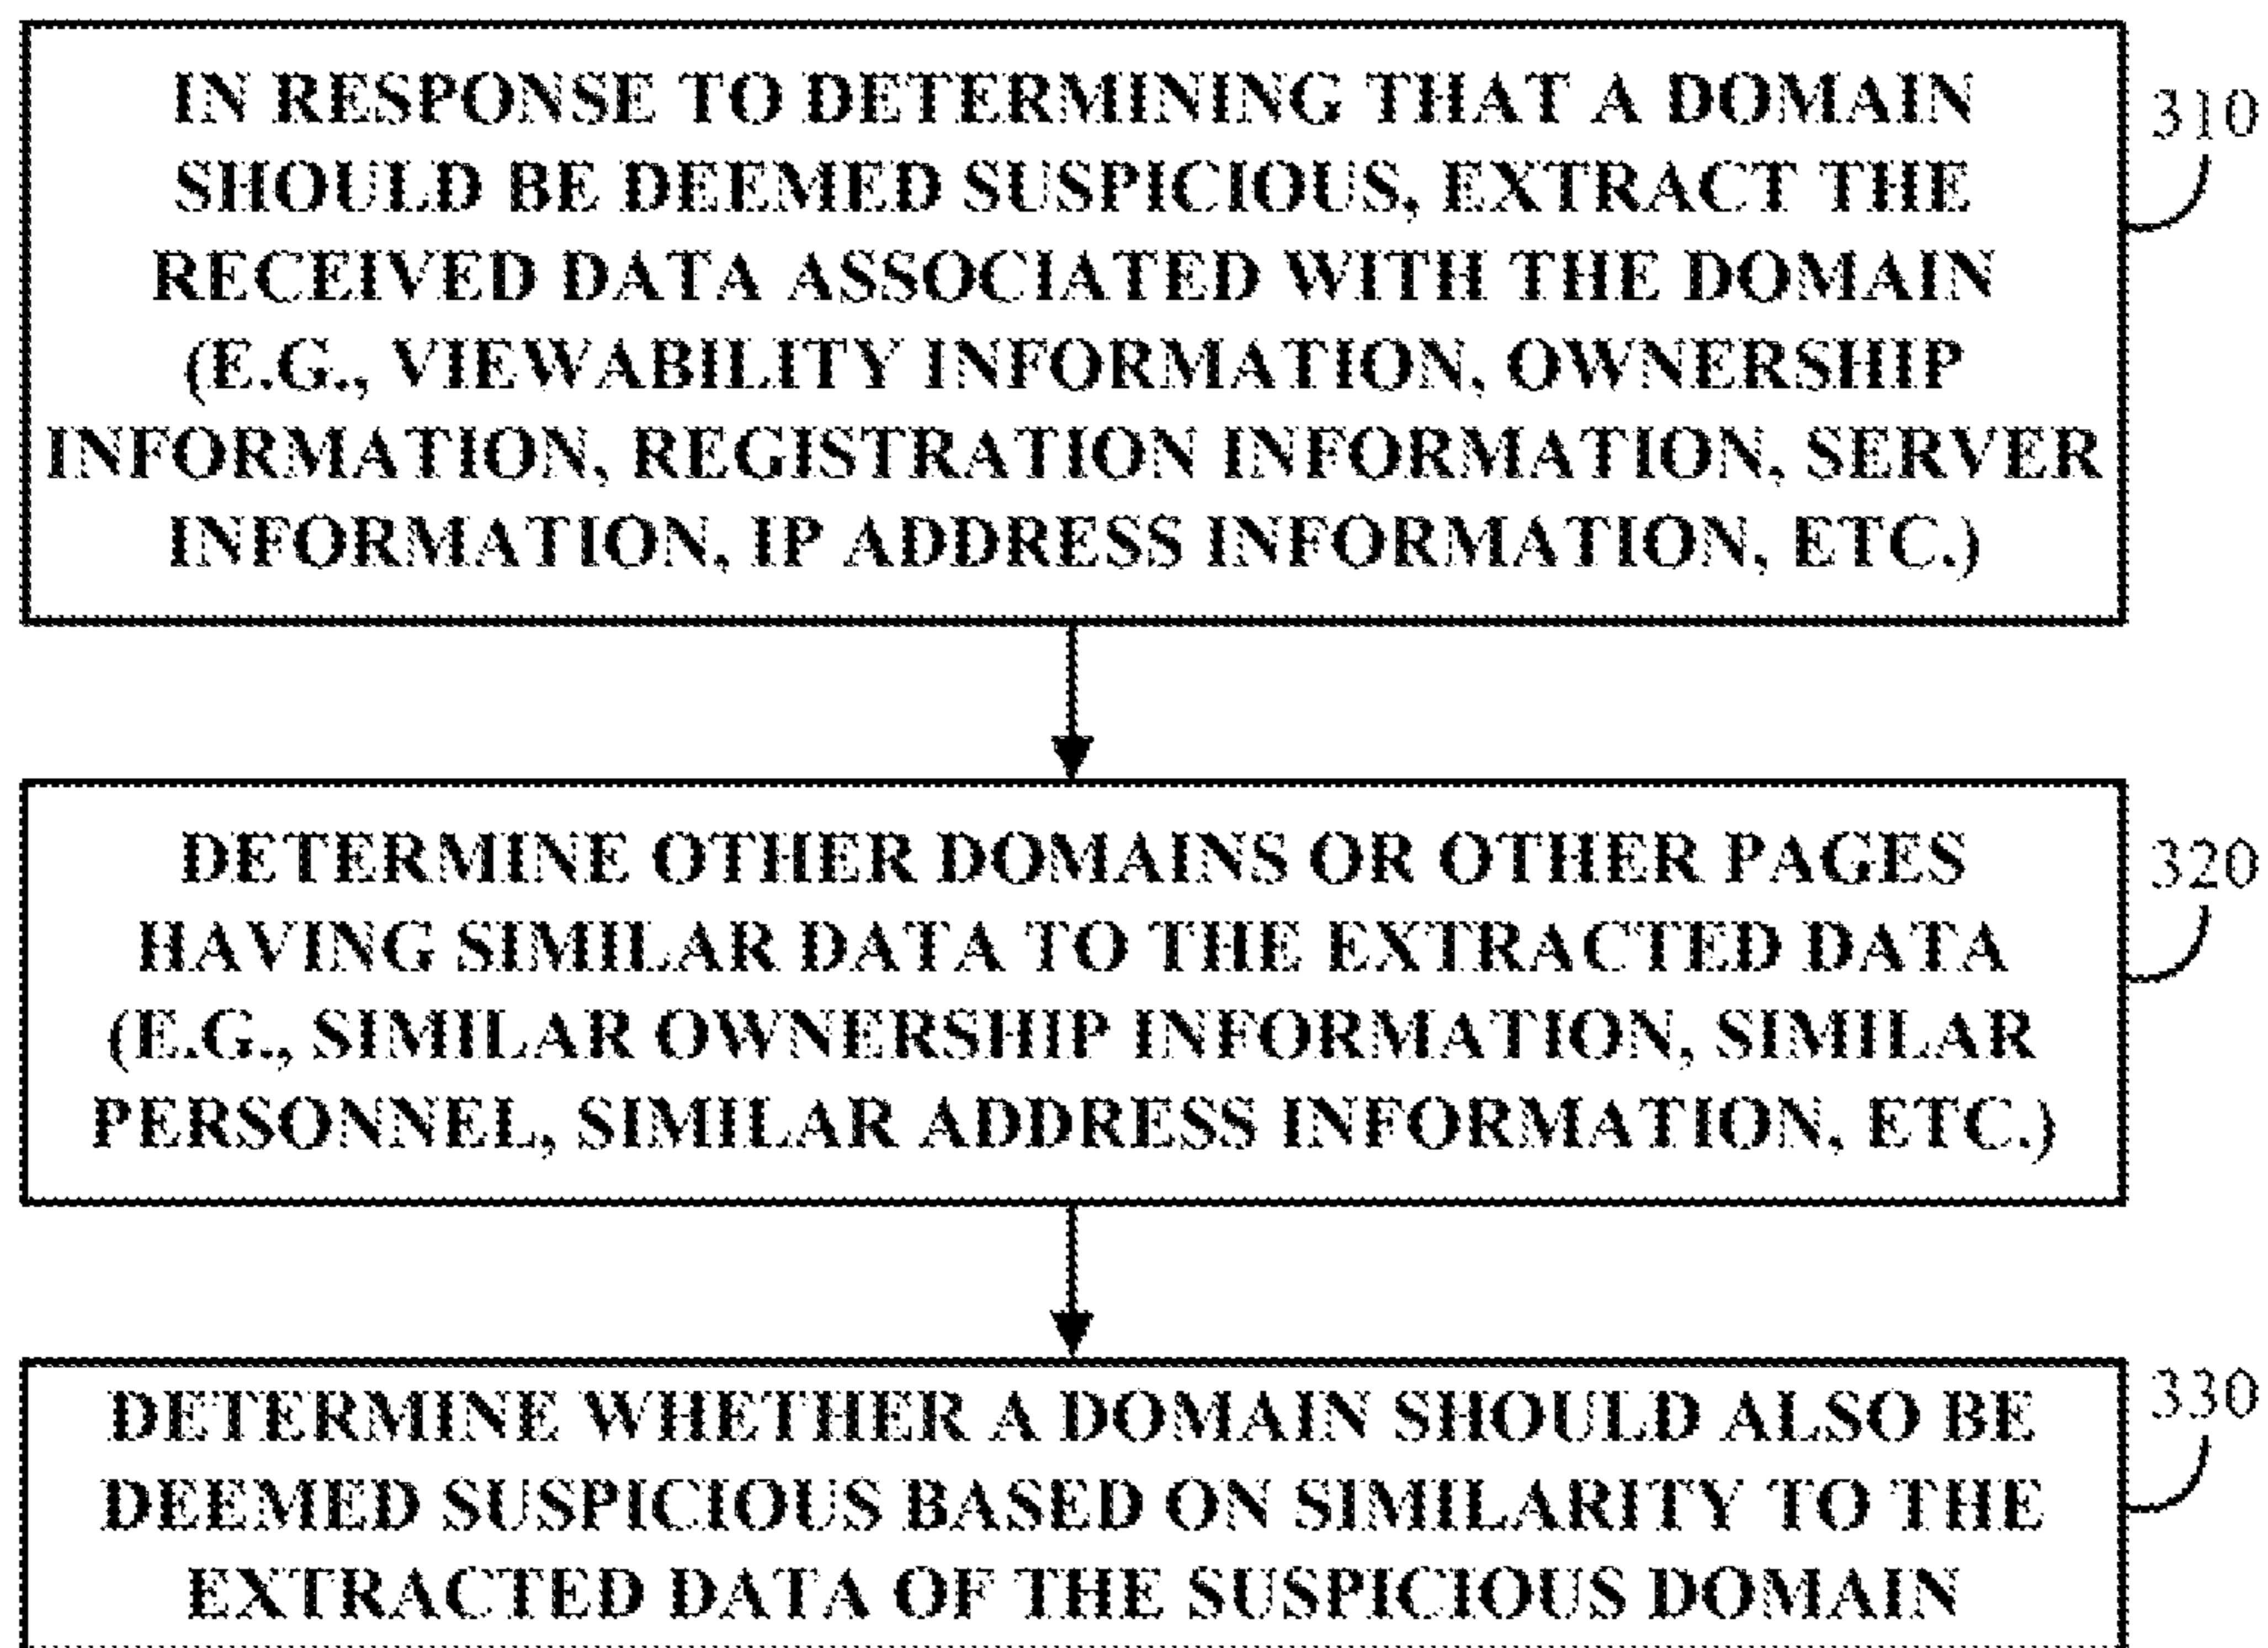 IN RESPONSE TO DETERMINING THAT A DOMAIN
SHOULD BE DEEMED SUSPICIOUS, EXTRACT THE
RECEIVED DATA ASSOCIATED WITH THE DOMAIN
(E.G., VIEWABILITY INFORMATION, OWNERSHIP
INFORMATION, REGISTRATION INFORMATION, SERVER
INFORMATION, IP ADDRESS INFORMATION, ETC.)
310
DETERMINE OTHER DOMAINS OR OTHER PAGES
HAVING SIMILAR DATA TO THE EXTRACTED DATA
(E.G., SIMILAR OWNERSHIP INFORMATION, SIMILAR
PERSONNEL, SIMILAR ADDRESS INFORMATION, ETC.)
320
DETERMINE WHETHER A DOMAIN SHOULD ALSO BE
DEEMED SUSPICIOUS BASED ON SIMILARITY TO THE
EXTRACTED DATA OF THE SUSPICIOUS DOMAIN
330